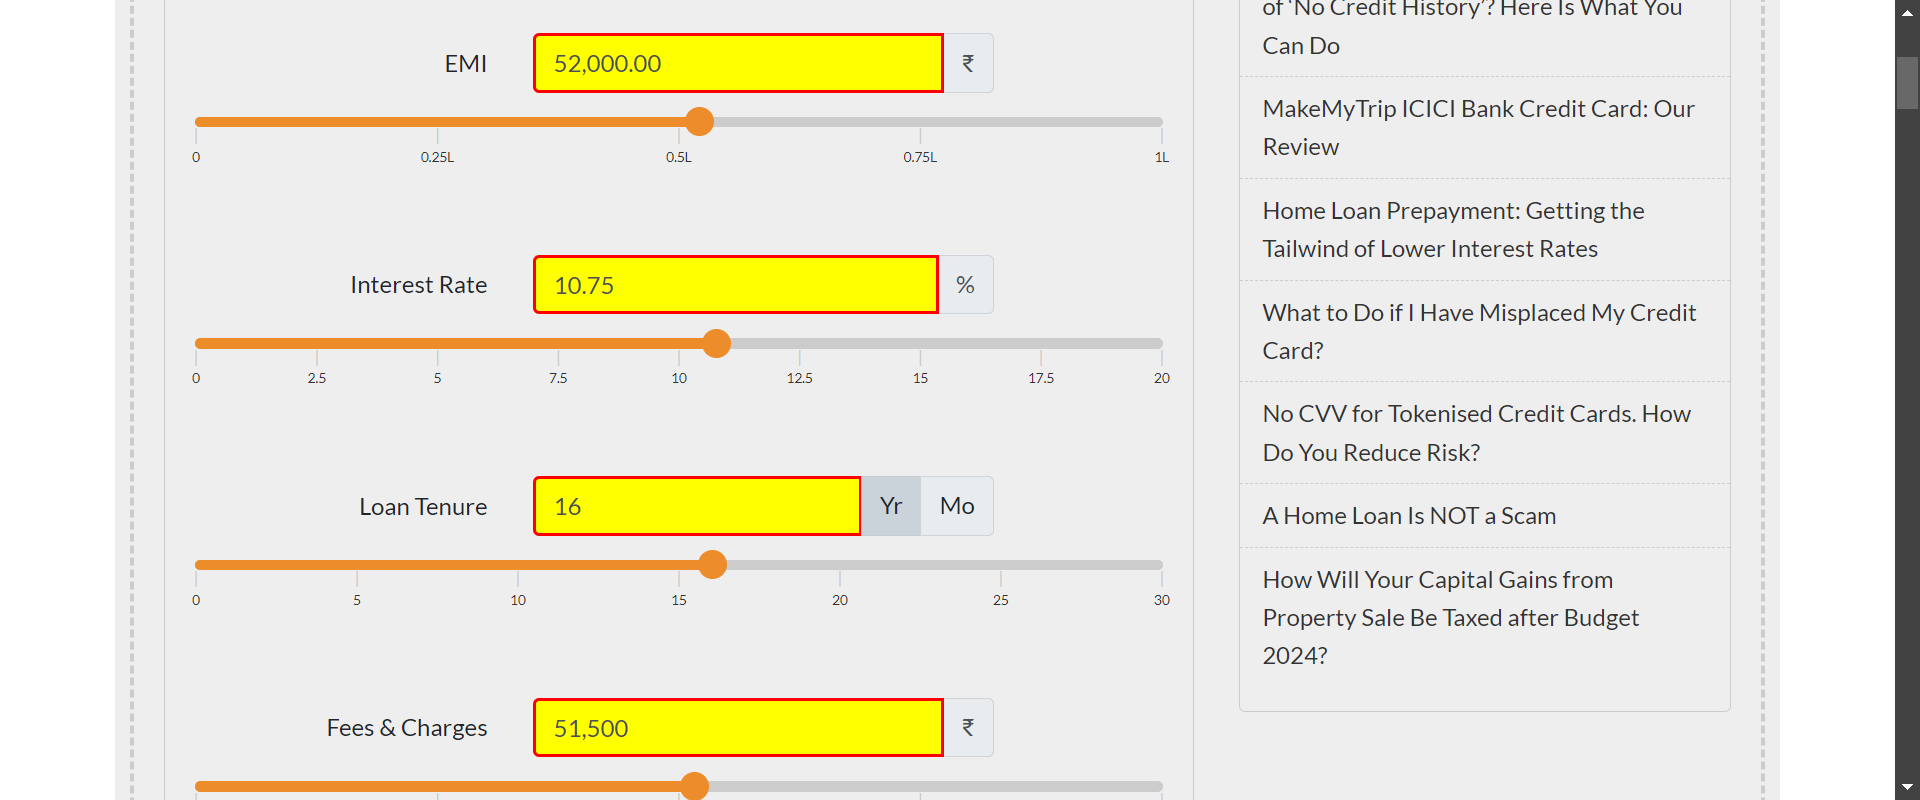 EMI
52,000.00 ₹
0 0.25L 0.5L 0.75L 1L
Interest Rate
10.75 %
0 2.5 5 7.5 10 12.5 15 17.5 20
Loan Tenure
16 Yr Mo
0 5 10 15 20 25 30
Fees & Charges
51,500 ₹
of ‘No Credit History’? Here Is What You
Can Do
MakeMyTrip ICICI Bank Credit Card: Our
Review
Home Loan Prepayment: Getting the
Tailwind of Lower Interest Rates
What to Do if I Have Misplaced My Credit
Card?
No CVV for Tokenised Credit Cards. How
Do You Reduce Risk?
A Home Loan Is NOT a Scam
How Will Your Capital Gains from
Property Sale Be Taxed after Budget
2024?